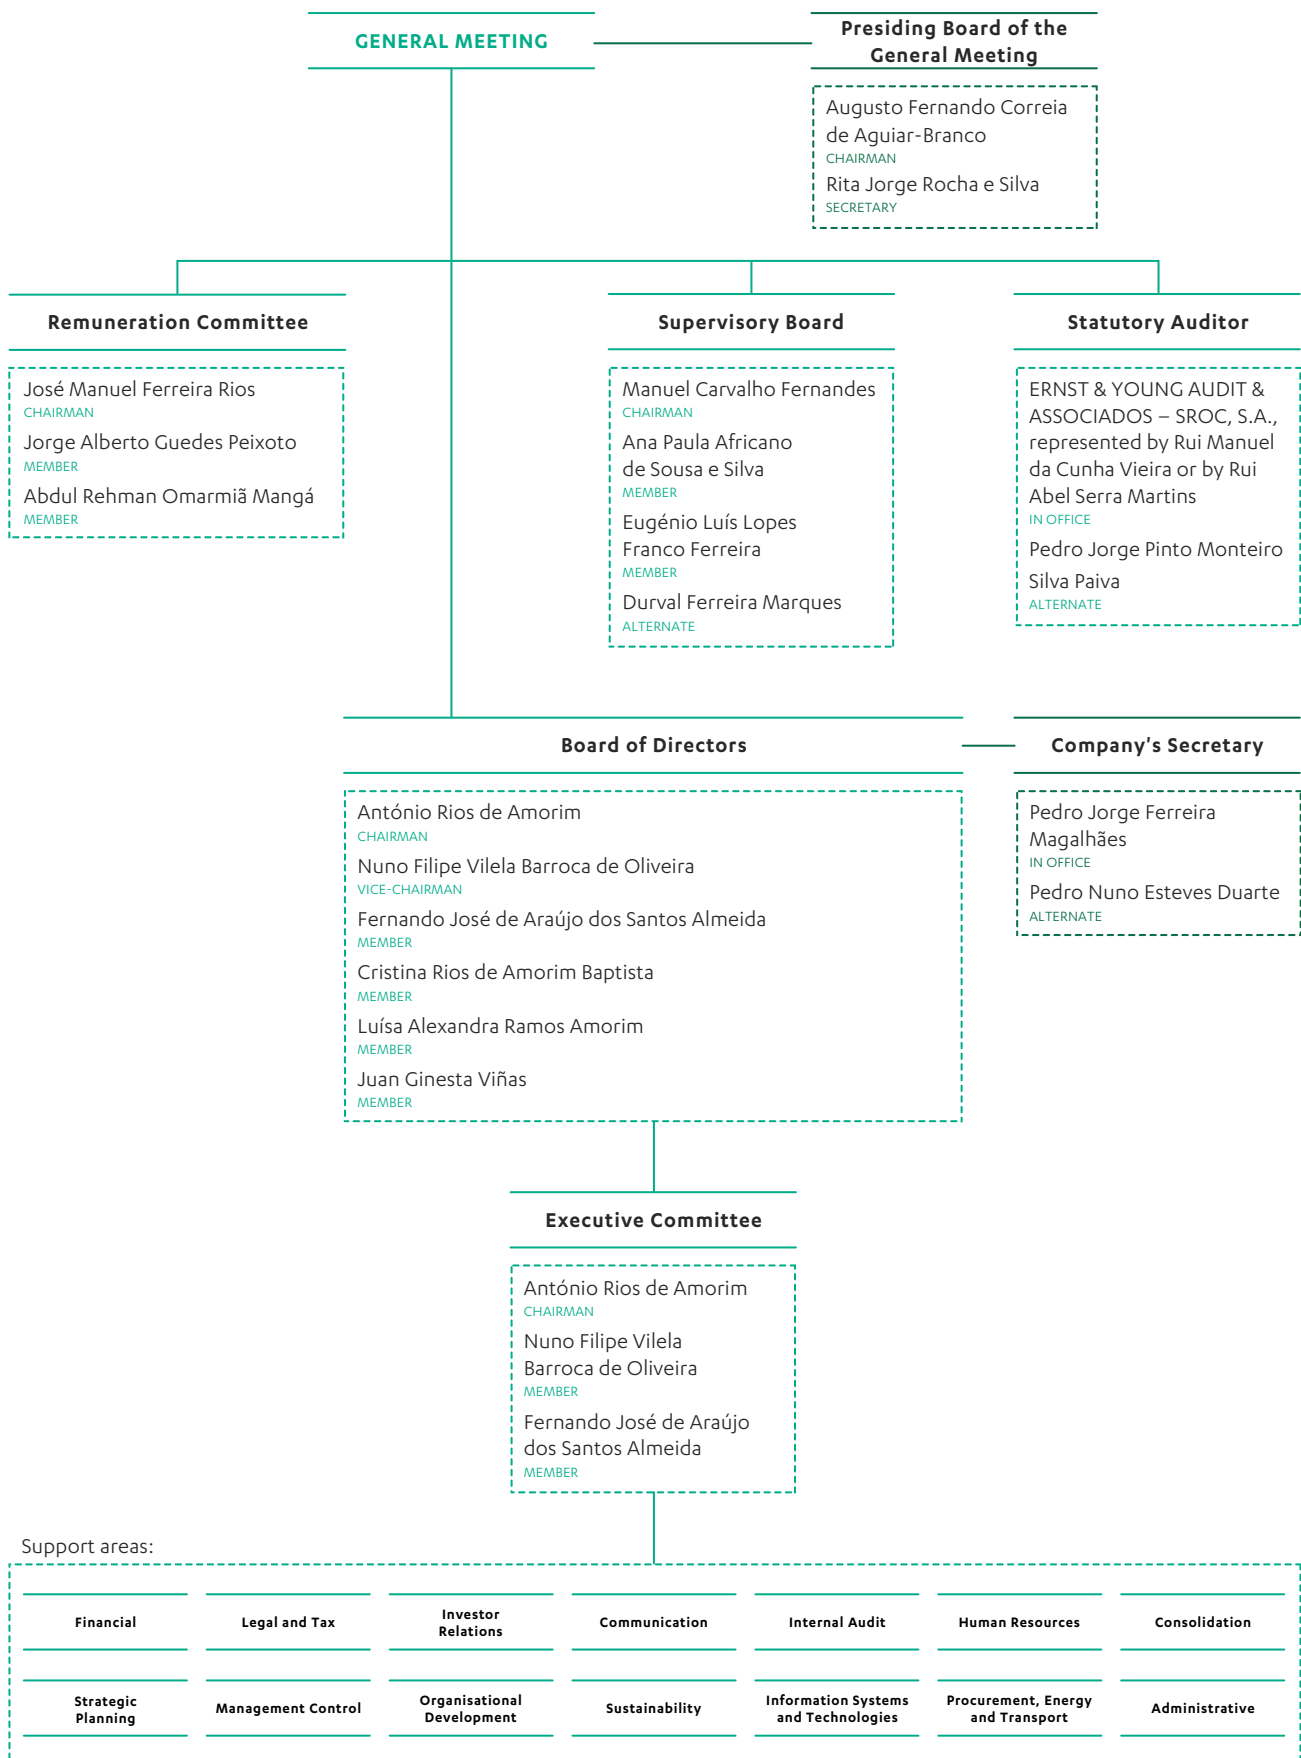 GENERAL MEETING
Presiding Board of the
General Meeting
Augusto Fernando Correia
de Aguiar-Branco
CHAIRMAN
Rita Jorge Rocha e Silva
SECRETARY
Remuneration Committee
José Manuel Ferreira Rios
CHAIRMAN
Jorge Alberto Guedes Peixoto
MEMBER
Abdul Rehman Omarmiã Mangá
MEMBER
Supervisory Board
Manuel Carvalho Fernandes
CHAIRMAN
Ana Paula Africano
de Sousa e Silva
MEMBER
Eugénio Luís Lopes
Franco Ferreira
MEMBER
Durval Ferreira Marques
ALTERNATE
Statutory Auditor
ERNST & YOUNG AUDIT &
ASSOCIADOS – SROC, S.A.,
represented by Rui Manuel
da Cunha Vieira or by Rui
Abel Serra Martins
IN OFFICE
Pedro Jorge Pinto Monteiro
Silva Paiva
ALTERNATE
Board of Directors
António Rios de Amorim
CHAIRMAN
Nuno Filipe Vilela Barroca de Oliveira
VICE-CHAIRMAN
Fernando José de Araújo dos Santos Almeida
MEMBER
Cristina Rios de Amorim Baptista
MEMBER
Luísa Alexandra Ramos Amorim
MEMBER
Juan Ginesta Viñas
MEMBER
Company's Secretary
Pedro Jorge Ferreira
Magalhães
IN OFFICE
Pedro Nuno Esteves Duarte
ALTERNATE
Executive Committee
António Rios de Amorim
CHAIRMAN
Nuno Filipe Vilela
Barroca de Oliveira
MEMBER
Fernando José de Araújo
dos Santos Almeida
MEMBER
Support areas:
Financial
Legal and Tax
Investor
Relations
Communication
Internal Audit
Human Resources
Consolidation
Strategic
Planning
Management Control
Organisational
Development
Sustainability
Information Systems
and Technologies
Procurement, Energy
and Transport
Administrative